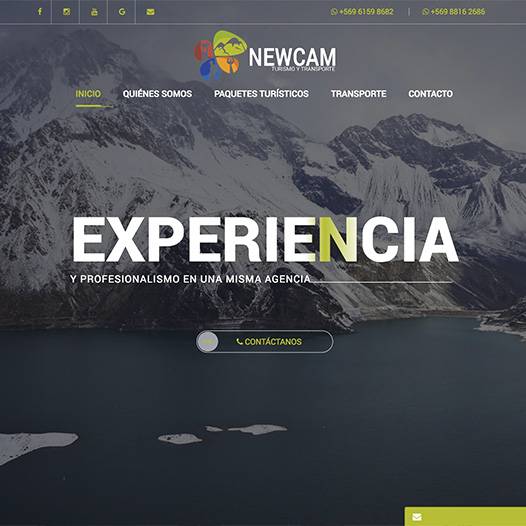 +569 6159 8682 | +569 8816 2686
NEWCAM
TURISMO Y TRANSPORTE
INICIO QUIÉNES SOMOS PAQUETES TURÍSTICOS TRANSPORTE CONTACTO
EXPERIENCIA
Y PROFESIONALISMO EN UNA MISMA AGENCIA
CONTÁCTANOS